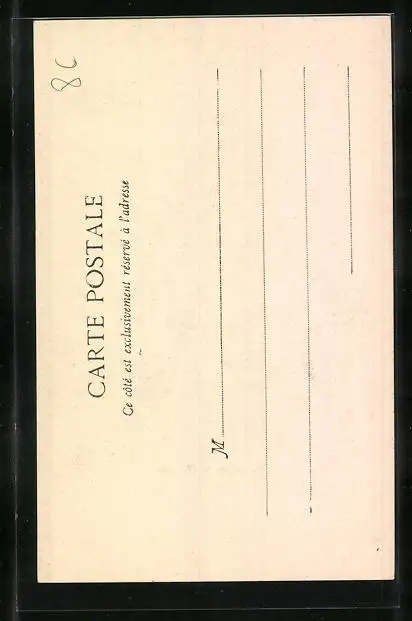 8c
CARTE POSTALE
Ce côté est exclusivement réservé à l'adresse
M